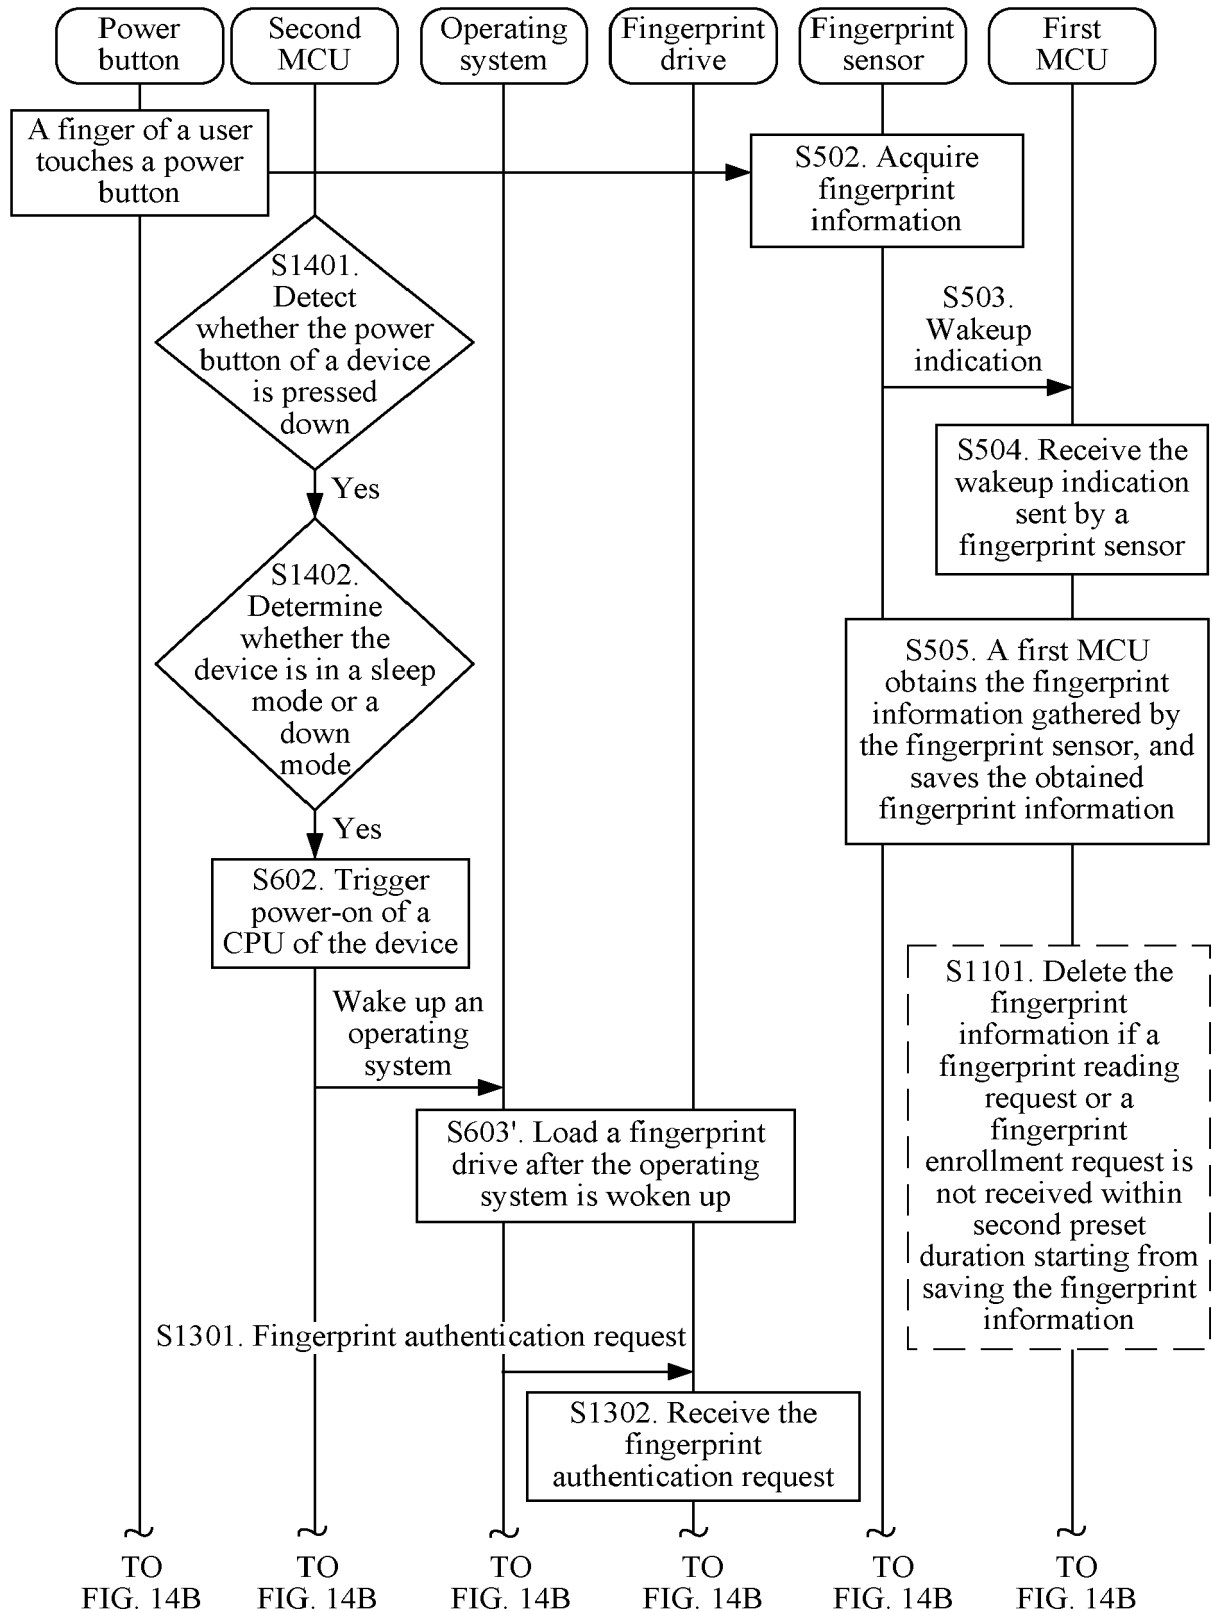 Power
button
Second
MCU
Operating
system
Fingerprint
drive
Fingerprint
sensor
First
MCU
A finger of a user
touches a power
button
S502. Acquire
fingerprint
information
S1401.
Detect
whether the power
button of a device
is pressed
down
S503.
Wakeup
indication
S504. Receive the
wakeup indication
sent by a
fingerprint sensor
Yes
S1402.
Determine
whether the
device is in a sleep
mode or a
down
mode
S505. A first MCU
obtains the fingerprint
information gathered by
the fingerprint sensor, and
saves the obtained
fingerprint information
Yes
S602. Trigger
power-on of a
CPU of the device
Wake up an
operating
system
S1101. Delete the
fingerprint
information if a
fingerprint reading
request or a
fingerprint
enrollment request is
not received within
second preset
duration starting from
saving the fingerprint
information
S603'. Load a fingerprint
drive after the operating
system is woken up
S1301. Fingerprint authentication request
S1302. Receive the
fingerprint
authentication request
TO
FIG. 14B
TO
FIG. 14B
TO
FIG. 14B
TO
FIG. 14B
TO
FIG. 14B
TO
FIG. 14B